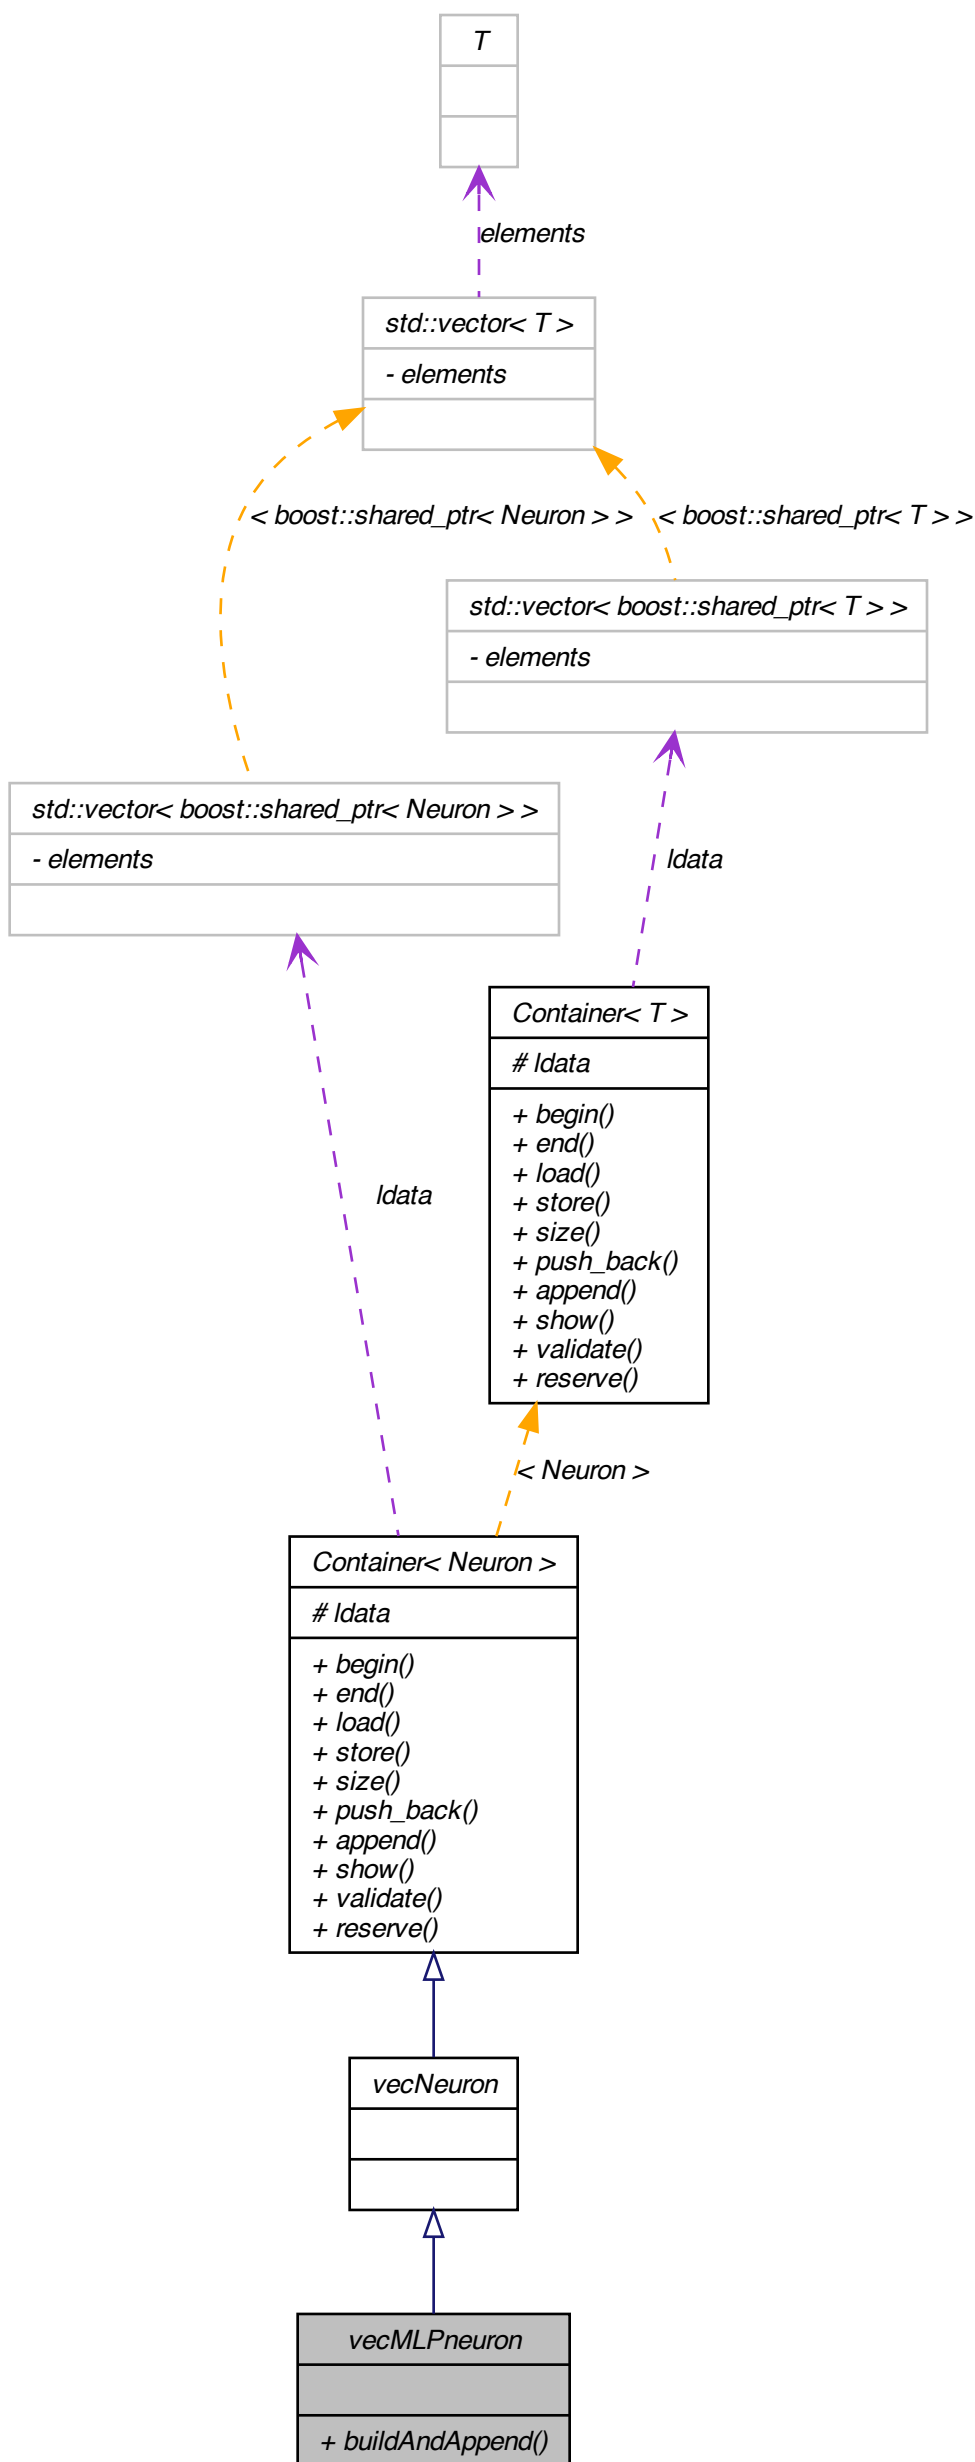 T
elements
std::vector< T >
- elements
< boost::shared_ptr< Neuron > >
< boost::shared_ptr< T > >
std::vector< boost::shared_ptr< T > >
- elements
std::vector< boost::shared_ptr< Neuron > >
- elements
ldata
Container< T >
# ldata
+ begin()
+ end()
+ load()
+ store()
+ size()
+ push_back()
+ append()
+ show()
+ validate()
+ reserve()
ldata
< Neuron >
Container< Neuron >
# ldata
+ begin()
+ end()
+ load()
+ store()
+ size()
+ push_back()
+ append()
+ show()
+ validate()
+ reserve()
vecNeuron
vecMLPneuron
+ buildAndAppend()